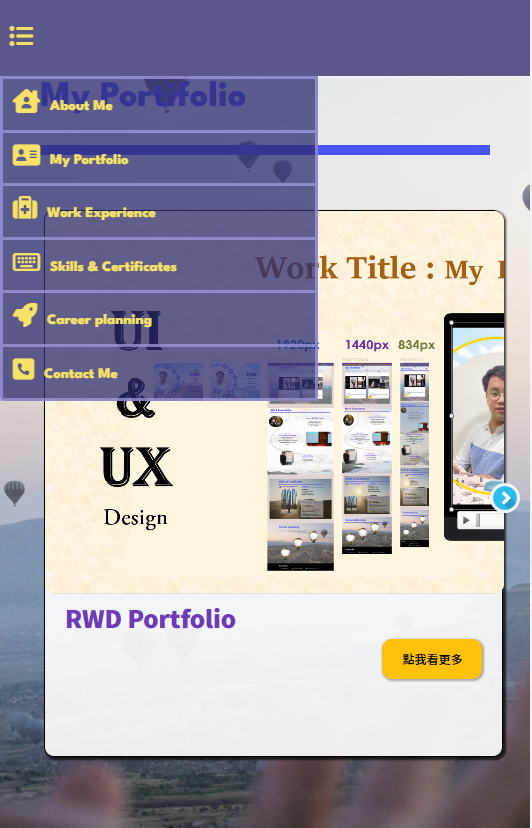 My Portifolio
About Me
My Portfolio
Work Experience
Skills & Certificates
Career planning
Contact Me
Work Title : My
UI
&
UX
Design
1920px
1440px
834px
RWD Portfolio
點我看更多